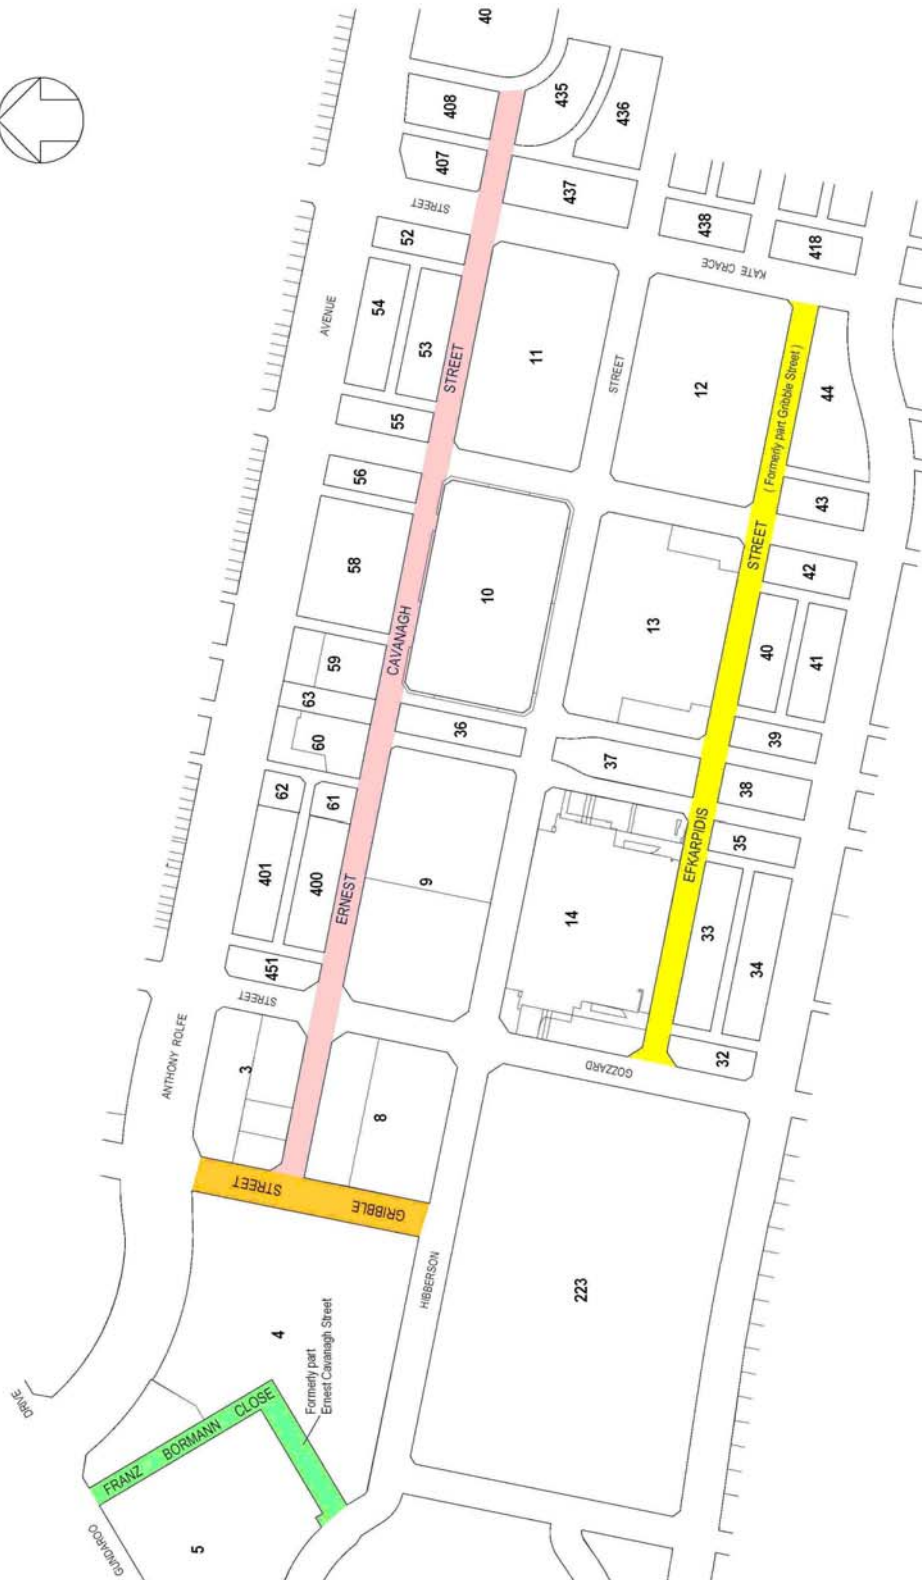 40
408
435
436
407
STREET
437
52
438
418
KATE CRACE
54
AVENUE
53
STREET
11
STREET
12
( Formerly part Gribble Street )
44
55
56
43
STREET
58
10
42
CAVANAGH
13
59
63
40
41
60
36
39
37
62
61
38
401
400
ERNEST
9
35
EFKARPIDIS
14
33
451
34
STREET
ANTHONY ROLFE
3
GOZZARD
32
8
STREET
GRIBBLE
HIBBERSON
223
4
Formerly part
Ernest Cavanagh Street
DRIVE
FRANZ BORMANN CLOSE
GUNDAROO
5